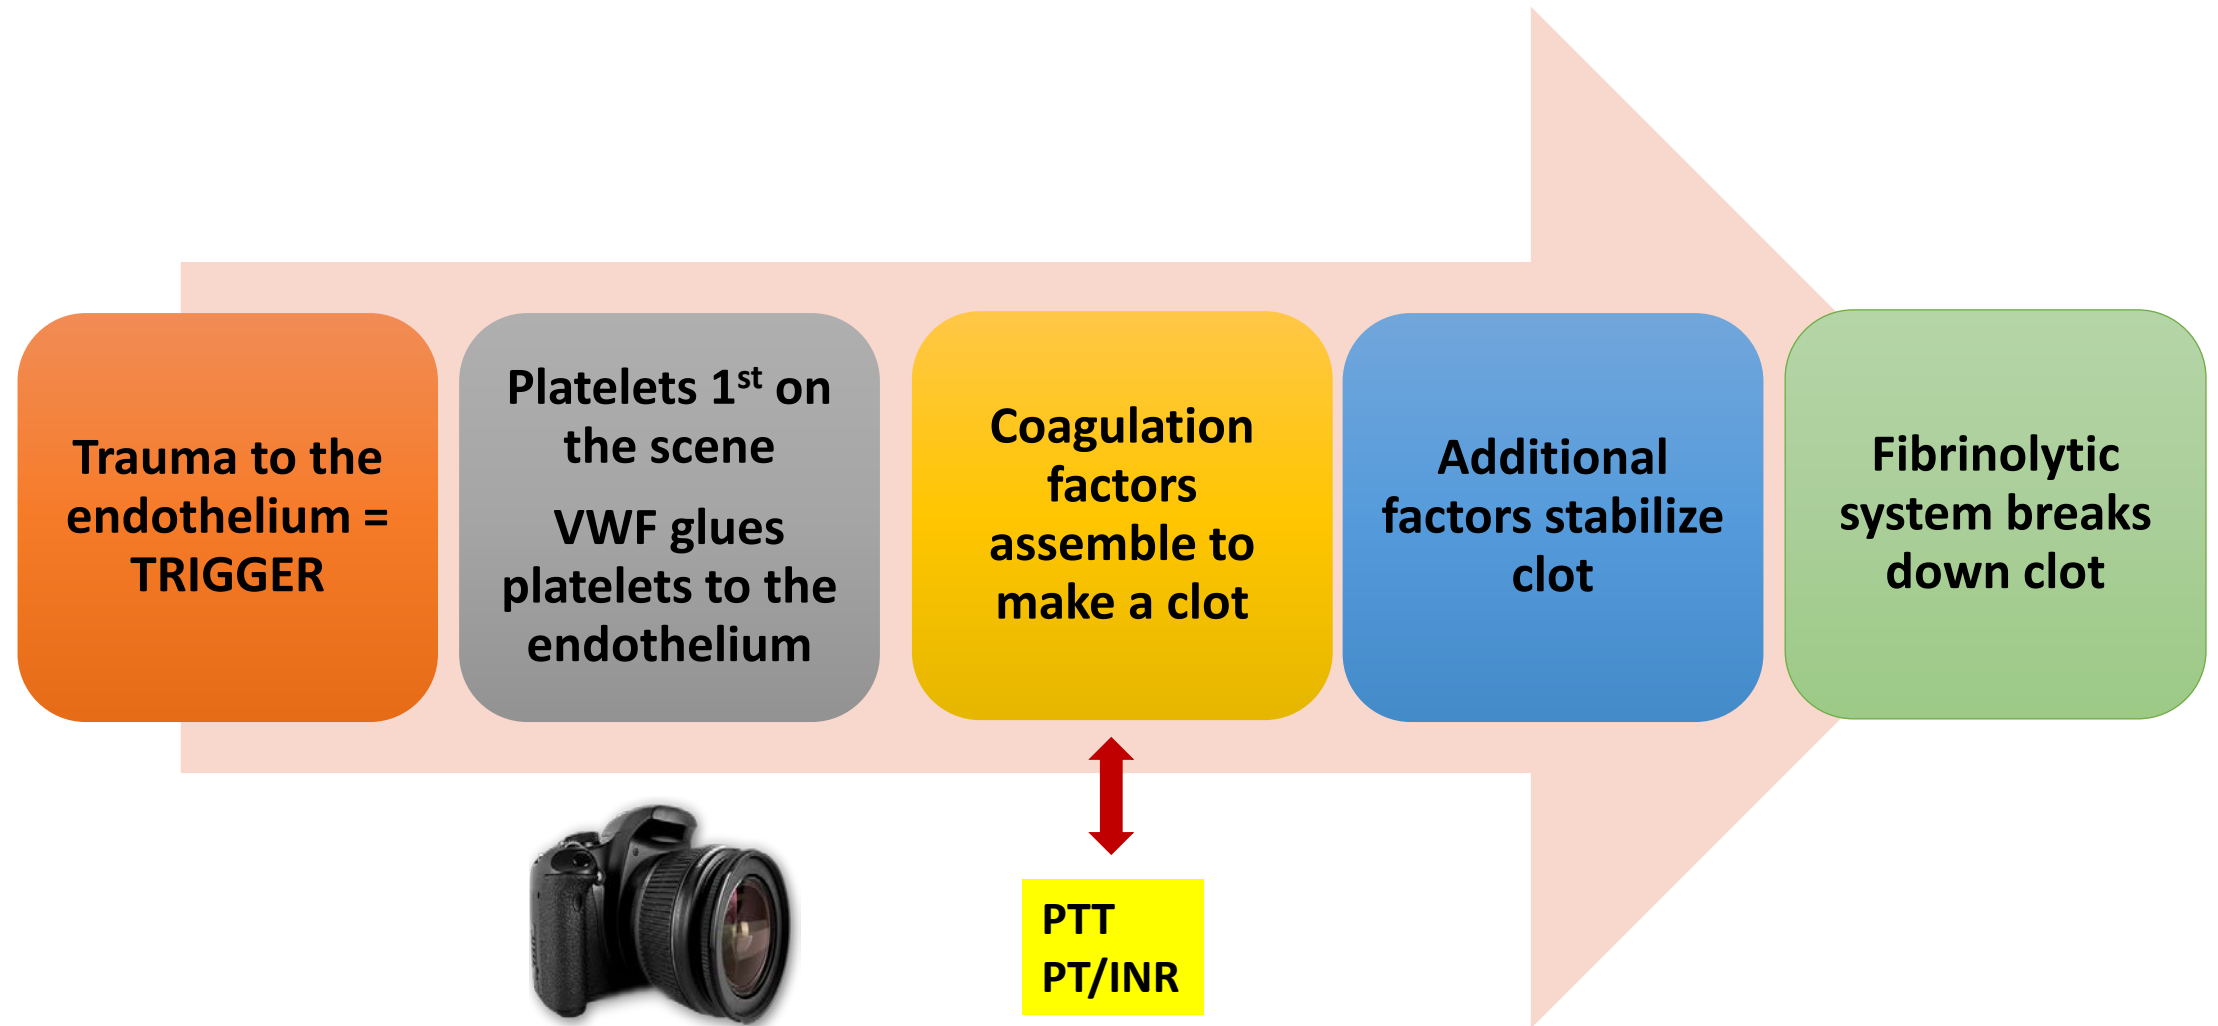 Trauma to the
endothelium =
TRIGGER
Platelets 1st on
the scene
VWF glues
platelets to the
endothelium
Coagulation
factors
assemble to
make a clot
Additional
factors stabilize
clot
Fibrinolytic
system breaks
down clot
PTT
PT/INR